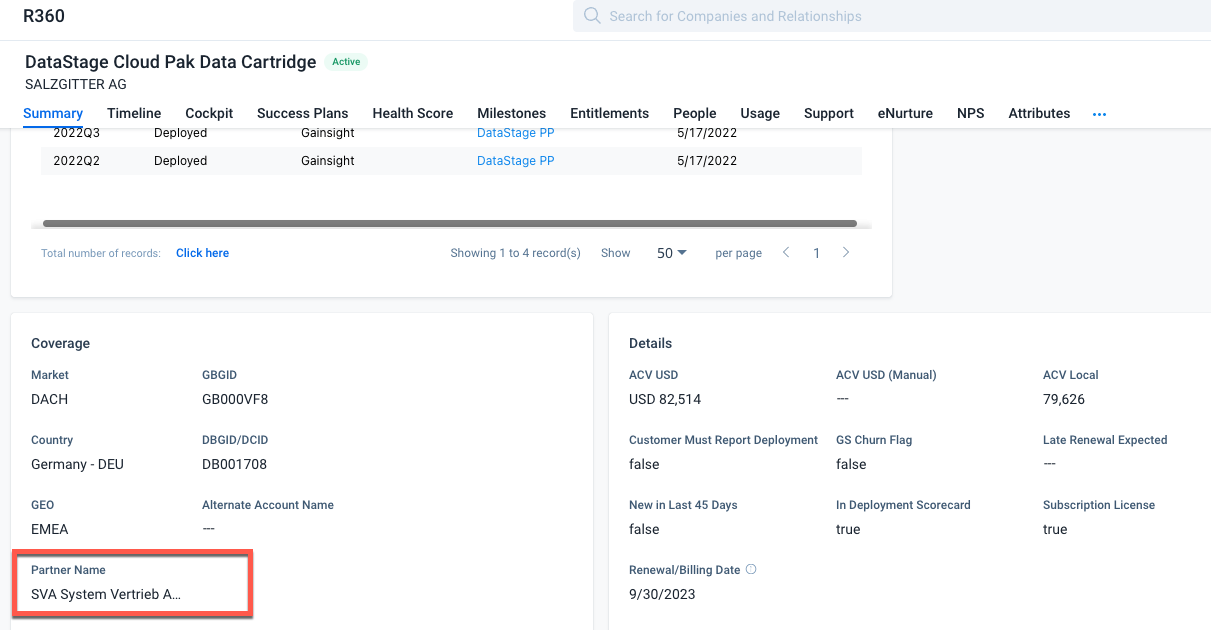 R360
Search for Companies and Relationships
DataStage Cloud Pak Data Cartridge Active
SALZGITTER AG
Summary Timeline Cockpit Success Plans Health Score Milestones Entitlements People Usage Support eNurture NPS Attributes ...
2022Q3 Deployed Gainsight DataStage PP 5/17/2022
2022Q2 Deployed Gainsight DataStage PP 5/17/2022
Total number of records: Click here Showing 1 to 4 record(s) Show 50 per page 1
Coverage
Market GBGID
DACH GB000VF8
Country DBGID/DCID
Germany - DEU DB001708
GEO Alternate Account Name
EMEA ---
Partner Name
SVA System Vertrieb A...
Details
ACV USD ACV USD (Manual) ACV Local
USD 82,514 --- 79,626
Customer Must Report Deployment GS Churn Flag Late Renewal Expected
false false ---
New in Last 45 Days In Deployment Scorecard Subscription License
false true true
Renewal/Billing Date
9/30/2023